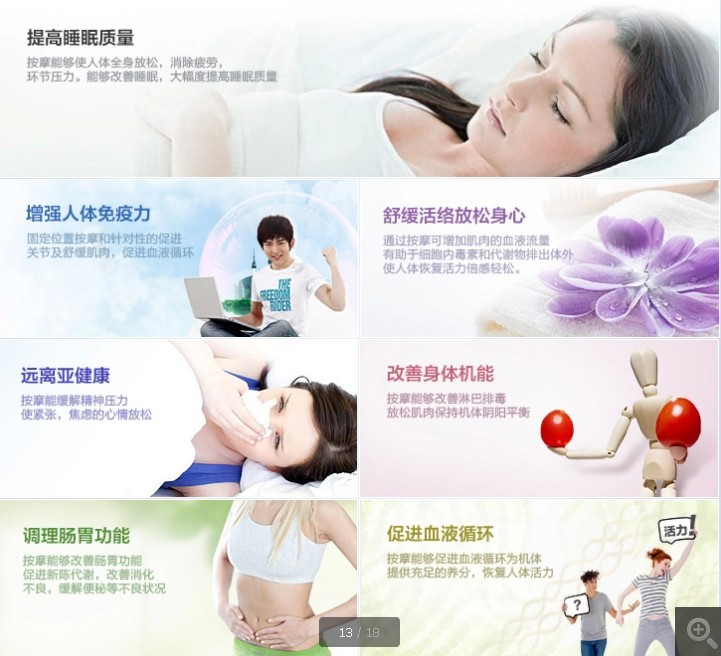 提高睡眠质量
按摩能够使人体全身放松，消除疲劳，
环节压力。能够改善睡眠，大幅度提高睡眠质量
增强人体免疫力
固定位置按摩和针对性的促进
关节及舒缓肌肉，促进血液循环
THE
FREEDOM
RIDER
舒缓活络放松身心
通过按摩可增加肌肉的血液流量
有助于细胞内毒素和代谢物排出体外
使人体恢复活力倍感轻松。
远离亚健康
按摩能缓解精神压力
使紧张，焦虑的心情放松
改善身体机能
按摩能够改善淋巴排毒
放松肌肉保持机体阴阳平衡
调理肠胃功能
按摩能够改善肠胃功能
促进新陈代谢，改善消化
不良，缓解便秘等不良状况
促进血液循环
按摩能够促进血液循环为机体
提供充足的养分，恢复人体活力
活力!
?
13 / 18